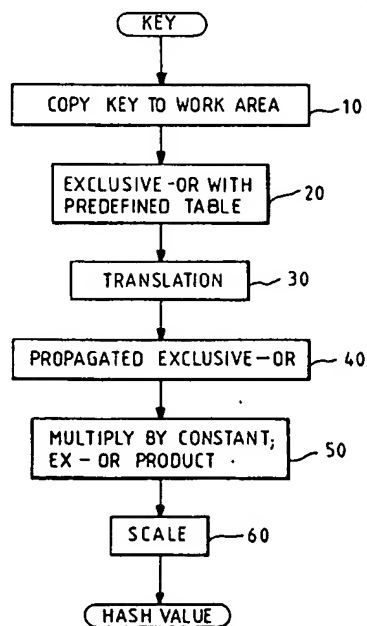 KEY
COPY KEY TO WORK AREA
10
EXCLUSIVE-OR WITH
PREDEFINED TABLE
20
TRANSLATION
30
PROPAGATED EXCLUSIVE-OR
40
MULTIPLY BY CONSTANT;
EX-OR PRODUCT
50
SCALE
60
HASH VALUE